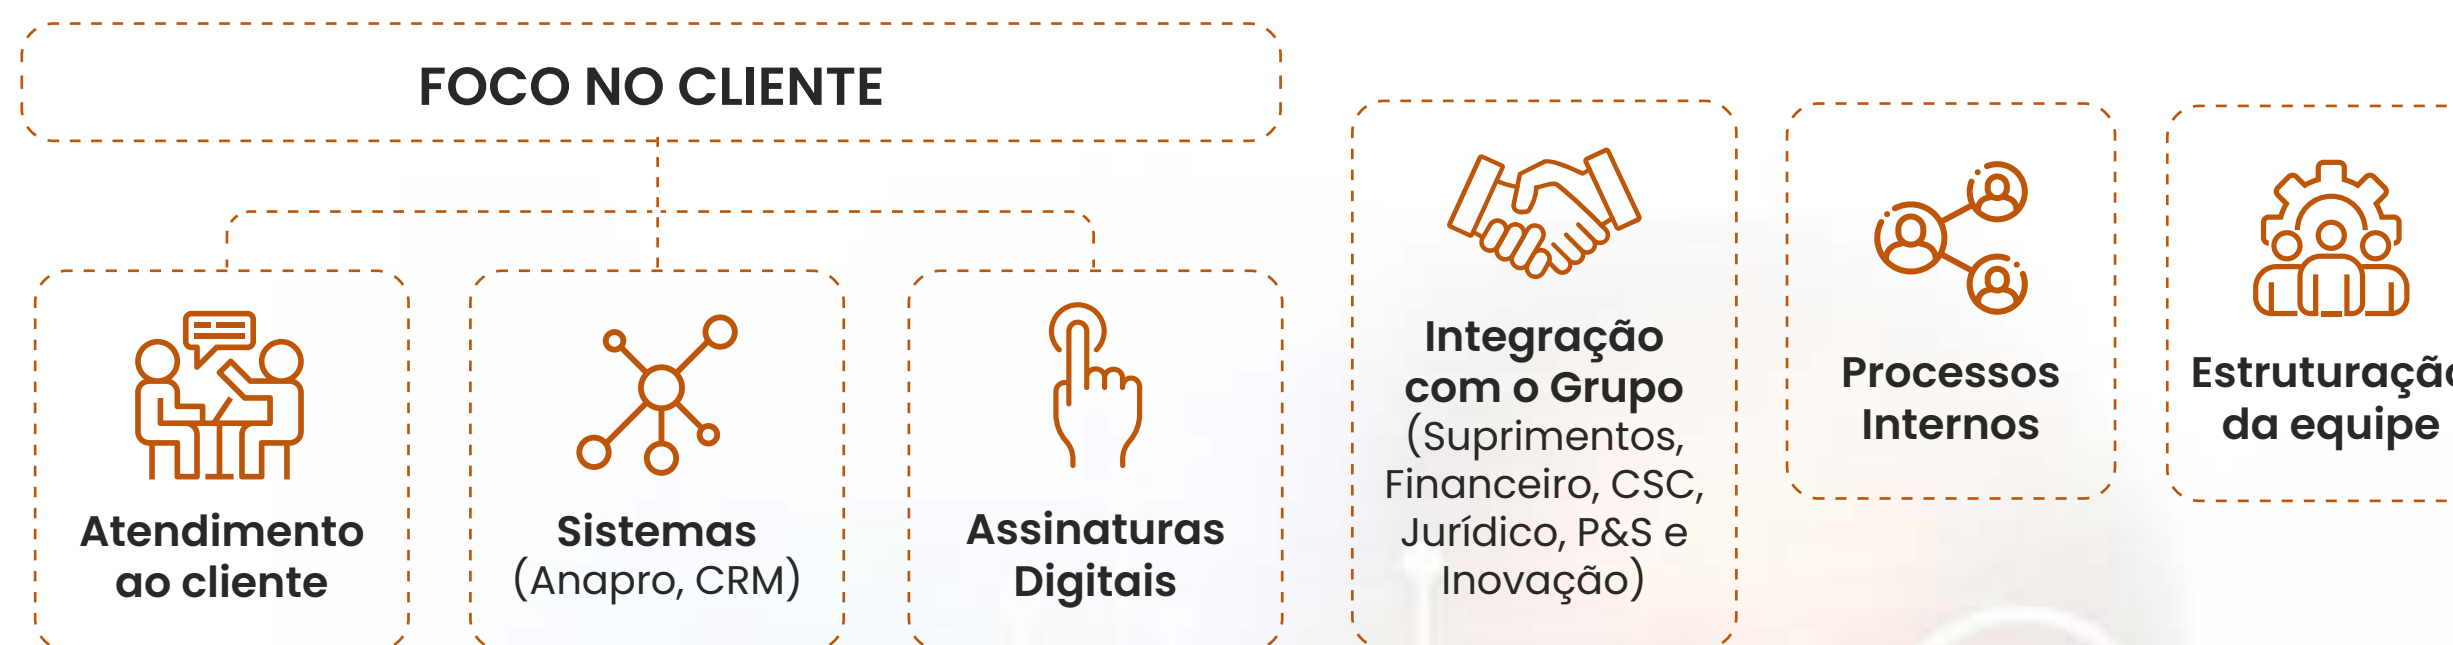 FOCO NO CLIENTE
Atendimento
ao cliente
Sistemas
(Anapro, CRM)
Assinaturas
Digitais
Integração
com o Grupo
(Suprimentos,
Financeiro, CSC,
Jurídico, P&S e
Inovação)
Processos
Internos
Estruturação
da equipe